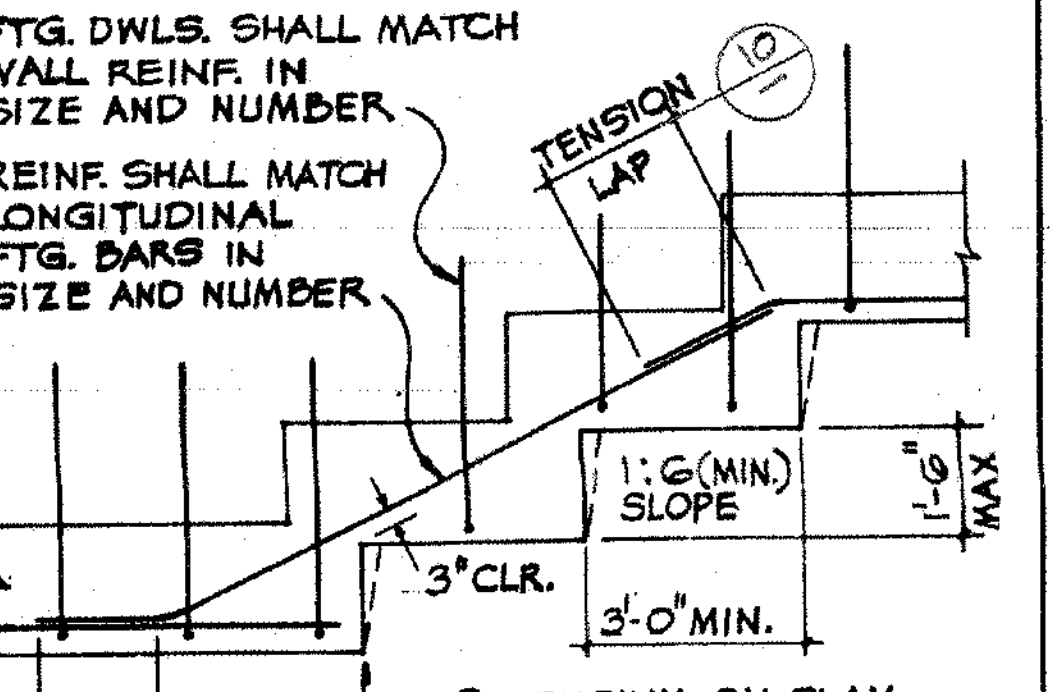 FTG. DWLS. SHALL MATCH
WALL REINF. IN
SIZE AND NUMBER
REINF. SHALL MATCH
LONGITUDINAL
FTG. BARS IN
SIZE AND NUMBER
TENSION
LAP
10
1
1:6 (MIN.)
SLOPE
1'-6"
MAX
3" CLR.
3'-0" MIN.